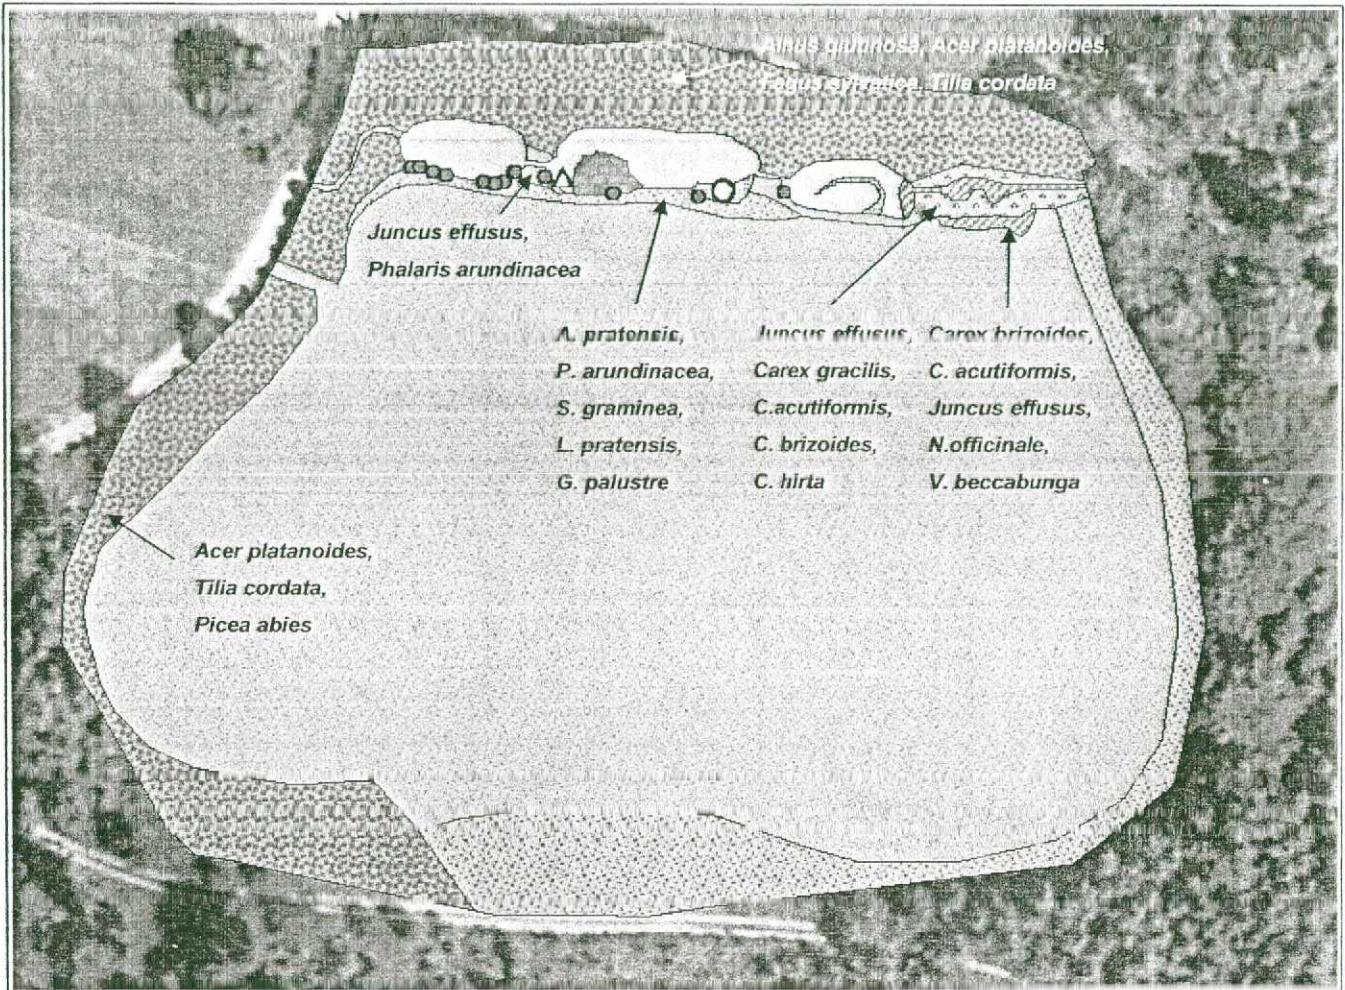 Alnus glutinosa, Acer platanoides,
Fagus sylvatica, Tilia cordata
Juncus effusus,
Phalaris arundinacea
A. pratensis,
P. arundinacea,
S. graminea,
L. pratensis,
G. palustre
Juncus effusus,
Carex gracilis,
C.acutiformis,
C. brizoides,
C. hirta
Carex brizoides,
C. acutiformis,
Juncus effusus,
N.officinale,
V. beccabunga
Acer platanoides,
Tilia cordata,
Picea abies